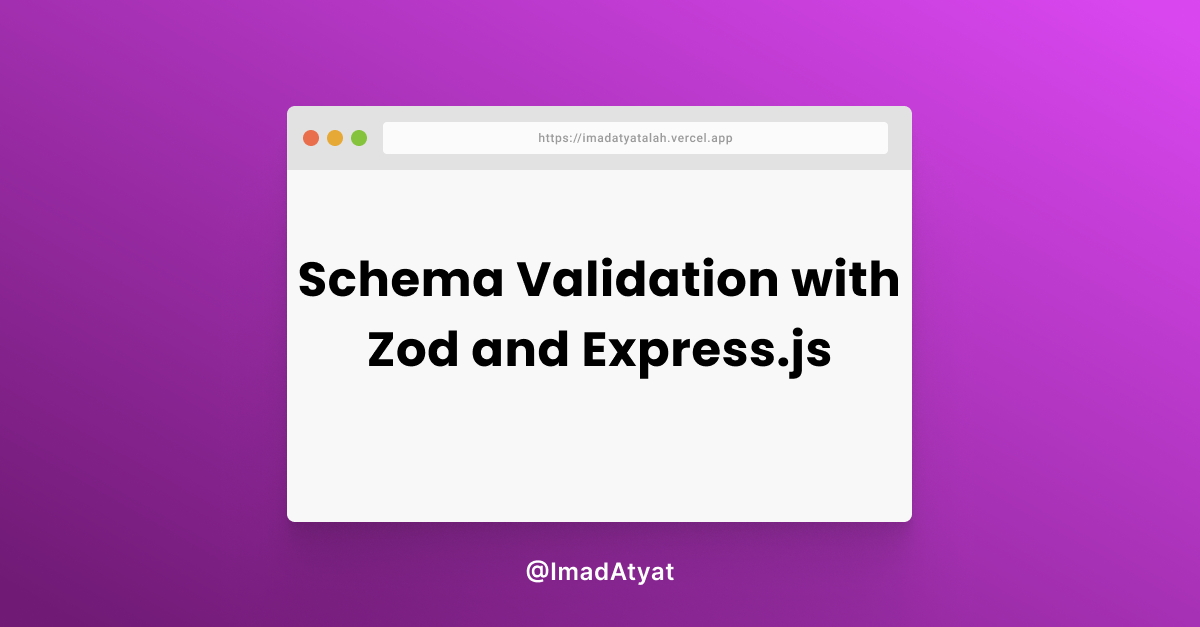 https://imadatyatalah.vercel.app
Schema Validation with
Zod and Express.js
@ImadAtyat